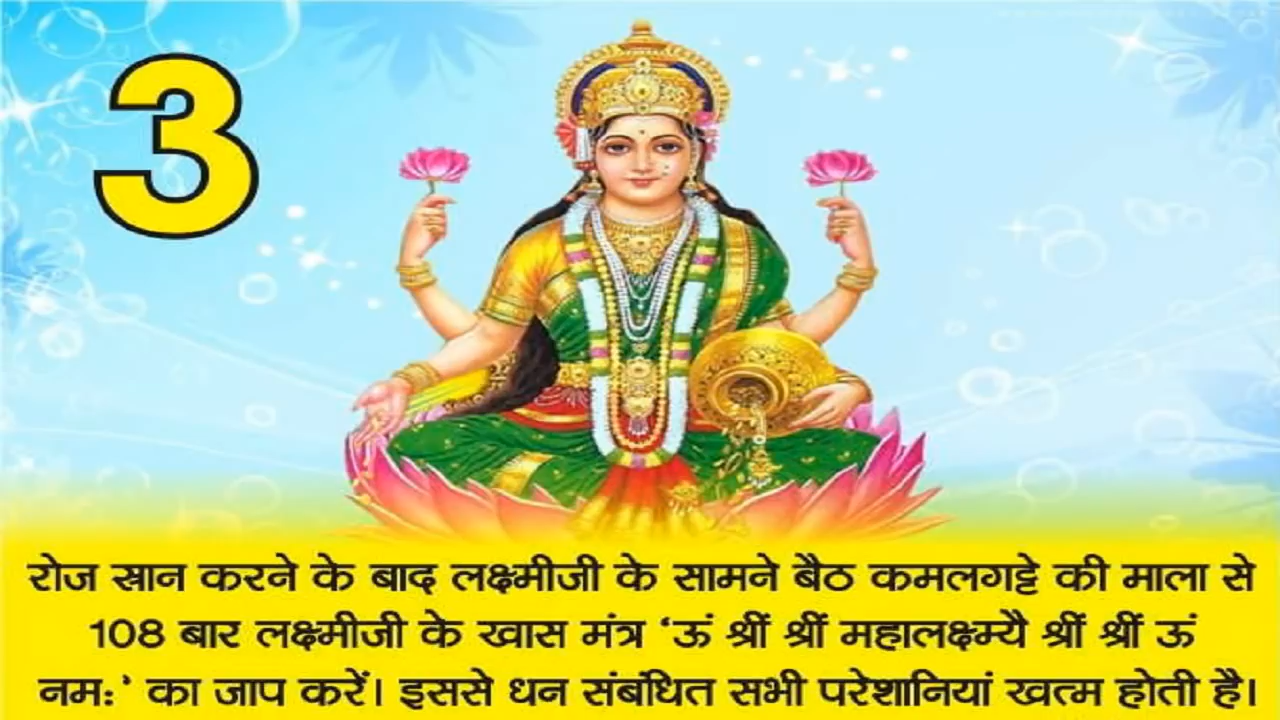 3
रोज स्नान करने के बाद लक्ष्मीजी के सामने बैठ कमलगट्टे की माला से
108 बार लक्ष्मीजी के खास मंत्र ‘ऊं श्रीं श्रीं महालक्ष्म्यै श्रीं श्रीं ऊं
नम:’ का जाप करें। इससे धन संबंधित सभी परेशानियां खत्म होती है।